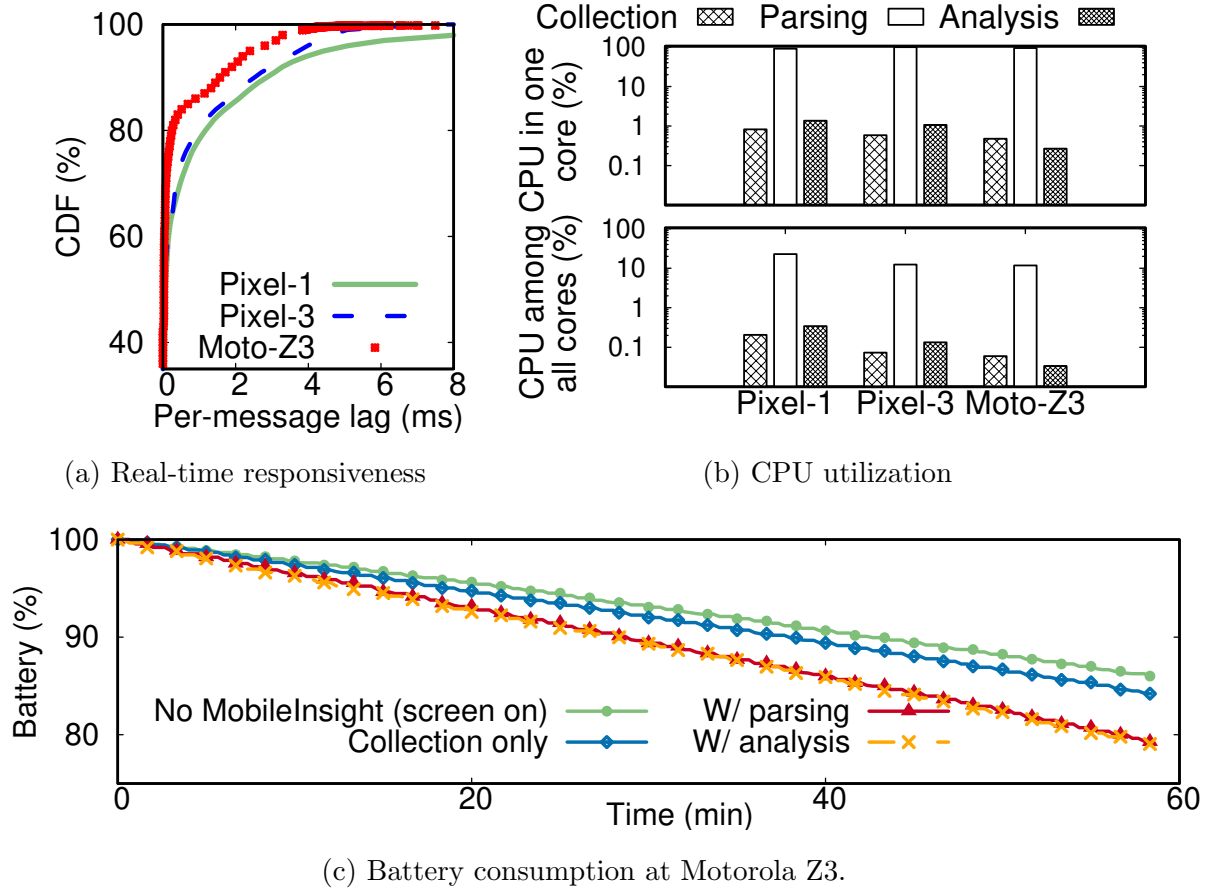 100
80
60
40
CDF (%)
Pixel-1
Pixel-3
Moto-Z3
0 2 4 6 8
Per-message lag (ms)
(a) Real-time responsiveness
Collection Parsing Analysis
CPU in one
core (%)
100
10
1
0.1
CPU among
all cores (%)
100
10
1
0.1
Pixel-1 Pixel-3 Moto-Z3
(b) CPU utilization
Battery (%)
100
90
80
No MobileInsight (screen on)
Collection only
W/ parsing
W/ analysis
0 20 40 60
Time (min)
(c) Battery consumption at Motorola Z3.